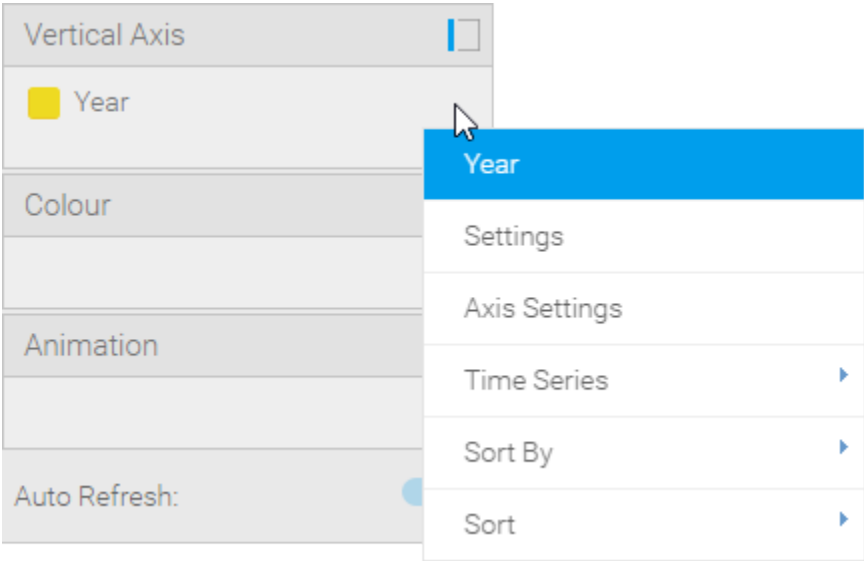 Vertical Axis
Year
Colour
Animation
Auto Refresh:
Year
Settings
Axis Settings
Time Series
Sort By
Sort